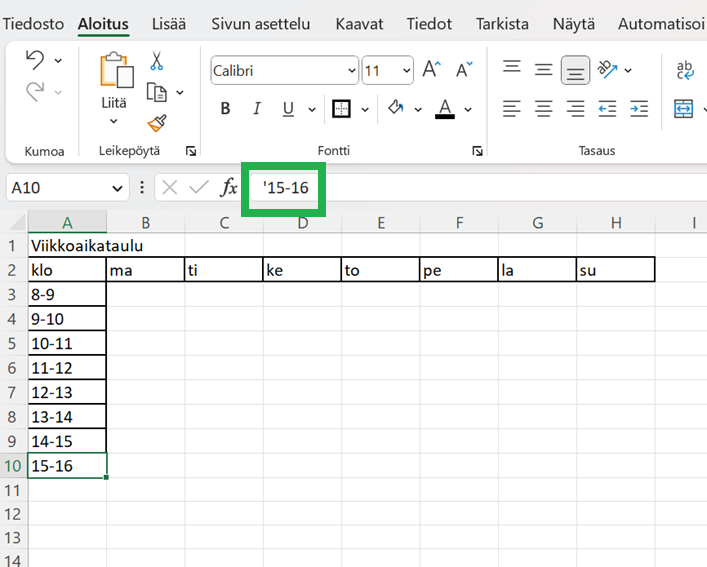 Tiedosto Aloitus Lisää Sivun asettelu Kaavat Tiedot Tarkista Näytä Automatisoi
Liitä
Calibri 11 A A ab c
B I U A
Kumoa Leikepöytä Fontti Tasaus
A10 fx '15-16
A B C D E F G H I
1 Viikkoaikataulu
2 klo ma ti ke to pe la su
3 8-9
4 9-10
5 10-11
6 11-12
7 12-13
8 13-14
9 14-15
10 15-16
11
12
13
14